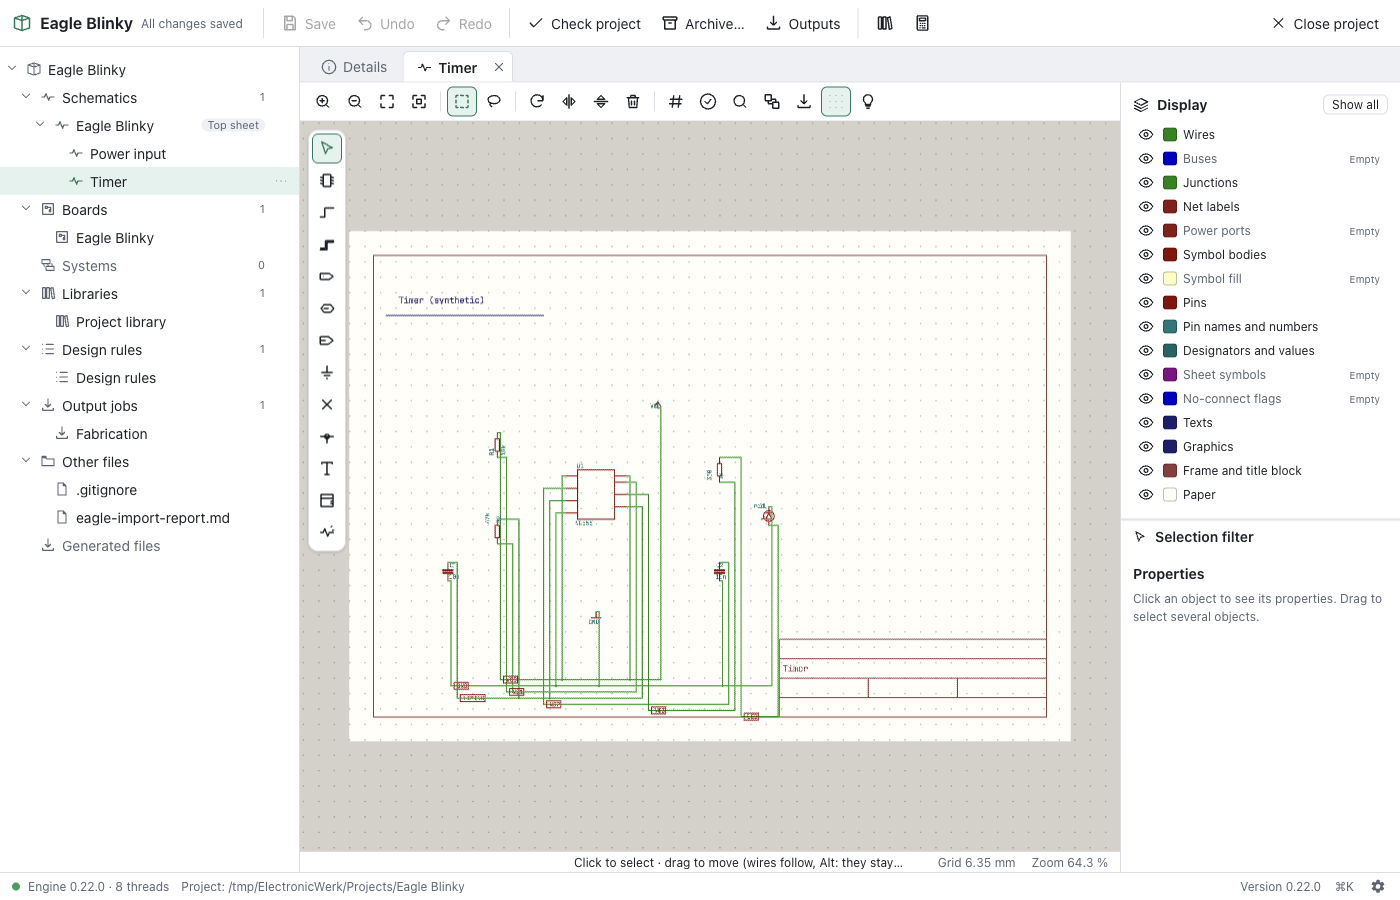 Eagle Blinky
All changes saved
Save
Undo
Redo
Check project
Archive...
Outputs
Close project
Eagle Blinky
Schematics 1
Eagle Blinky Top sheet
Power input
Timer
Boards 1
Eagle Blinky
Systems 0
Libraries 1
Project library
Design rules 1
Design rules
Output jobs 1
Fabrication
Other files
.gitignore
eagle-import-report.md
Generated files
Details
Timer
Timer (synthetic)
U1
Timer
Display
Show all
Wires
Buses Empty
Junctions
Net labels
Power ports Empty
Symbol bodies
Symbol fill Empty
Pins
Pin names and numbers
Designators and values
Sheet symbols Empty
No-connect flags Empty
Texts
Graphics
Frame and title block
Paper
Selection filter
Properties
Click an object to see its properties. Drag to
select several objects.
Click to select · drag to move (wires follow, Alt: they stay...
Grid 6.35 mm
Zoom 64.3 %
Engine 0.22.0 · 8 threads
Project: /tmp/ElectronicWerk/Projects/Eagle Blinky
Version 0.22.0
⌘K